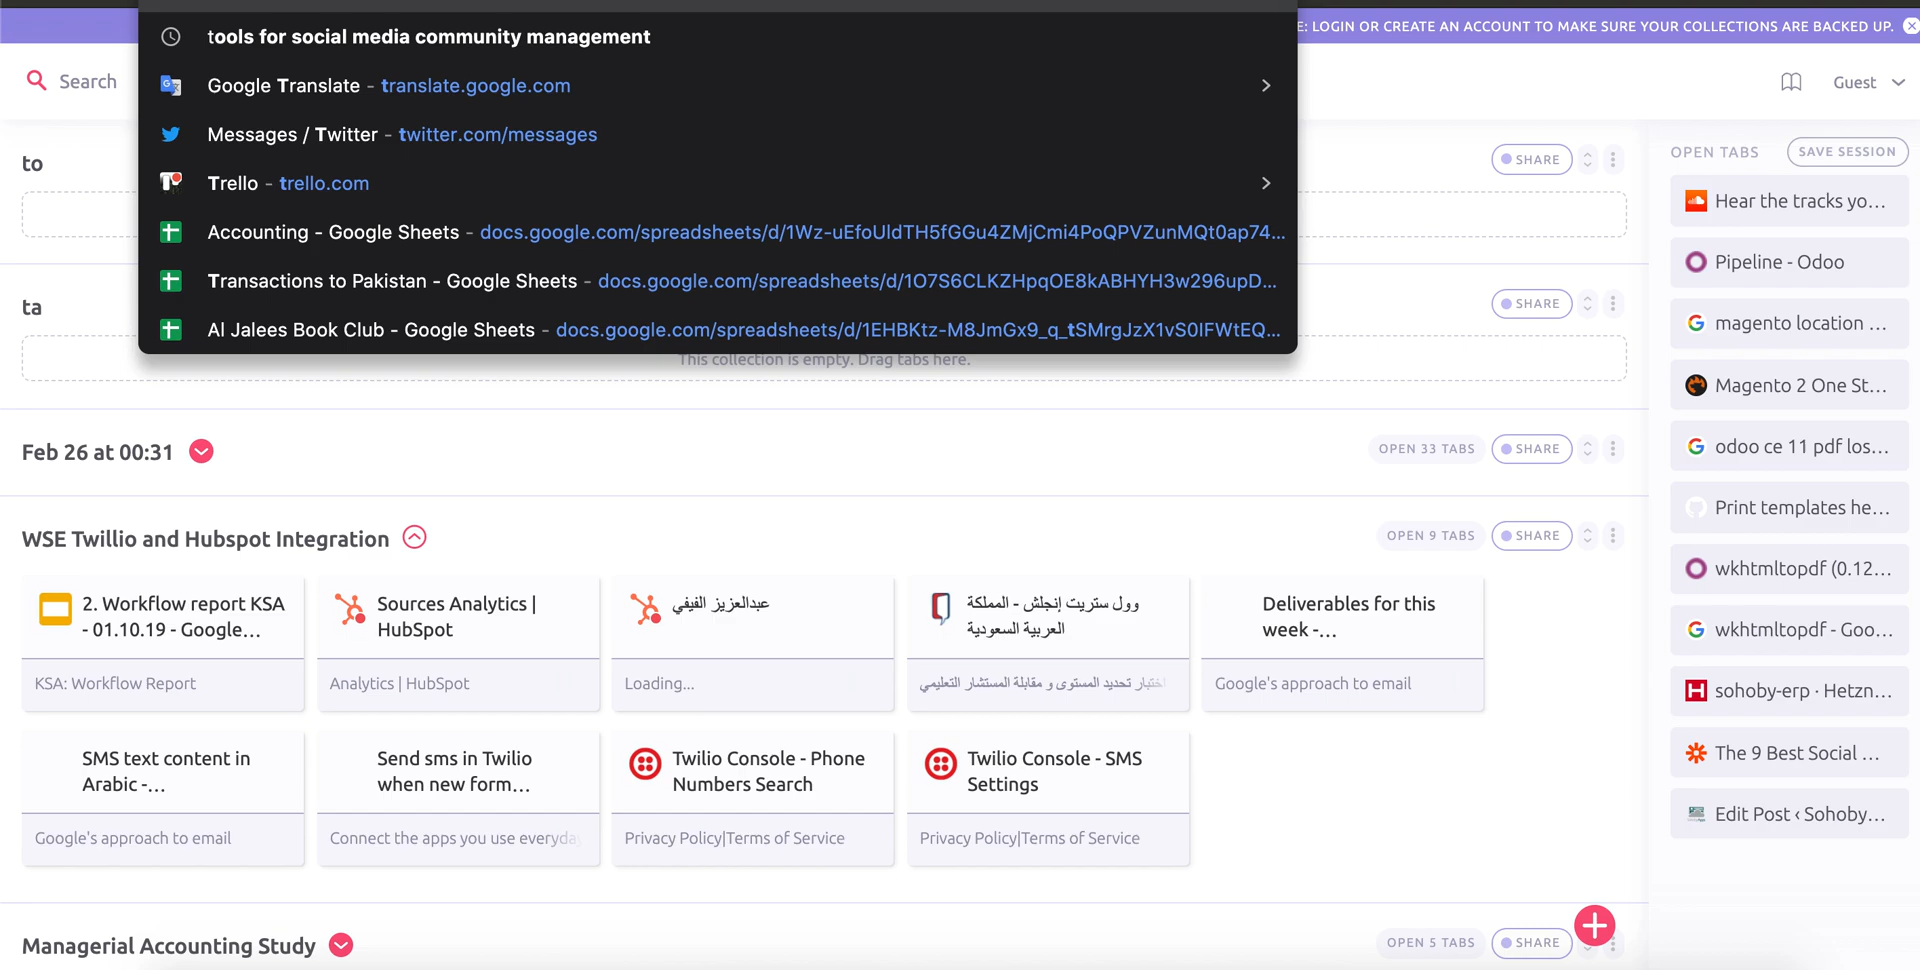 E: LOGIN OR CREATE AN ACCOUNT TO MAKE SURE YOUR COLLECTIONS ARE BACKED UP.
tools for social media community management
Google Translate - translate.google.com
Messages / Twitter - twitter.com/messages
Trello - trello.com
Accounting - Google Sheets - docs.google.com/spreadsheets/d/1Wz-uEfoUldTH5fGGu4ZMjCmi4PoQPVZunMQt0ap74...
Transactions to Pakistan - Google Sheets - docs.google.com/spreadsheets/d/1O7S6CLKZHpqOE8kABHYH3w296upD...
Al Jalees Book Club - Google Sheets - docs.google.com/spreadsheets/d/1EHBKtz-M8JmGx9_q_tSMrgJzX1vS0IFWtEQ...
Search
Guest
to
SHARE
ta
SHARE
This collection is empty. Drag tabs here.
Feb 26 at 00:31
OPEN 33 TABS
SHARE
WSE Twillio and Hubspot Integration
OPEN 9 TABS
SHARE
2. Workflow report KSA
- 01.10.19 - Google...
KSA: Workflow Report
Sources Analytics |
HubSpot
Analytics | HubSpot
عبدالعزيز الفيفي
Loading...
وول ستريت إنجلش - المملكة
العربية السعودية
اختبار تحديد المستوى و مقابلة المستشار التعليمي
Deliverables for this
week -...
Google's approach to email
SMS text content in
Arabic -...
Google's approach to email
Send sms in Twilio
when new form...
Connect the apps you use everyday
Twilio Console - Phone
Numbers Search
Privacy Policy|Terms of Service
Twilio Console - SMS
Settings
Privacy Policy|Terms of Service
Managerial Accounting Study
OPEN 5 TABS
SHARE
OPEN TABS
SAVE SESSION
Hear the tracks yo...
Pipeline - Odoo
magento location ...
Magento 2 One St...
odoo ce 11 pdf los...
Print templates he...
wkhtmltopdf (0.12...
wkhtmltopdf - Goo...
sohoby-erp · Hetzn...
The 9 Best Social ...
Edit Post ‹ Sohoby...